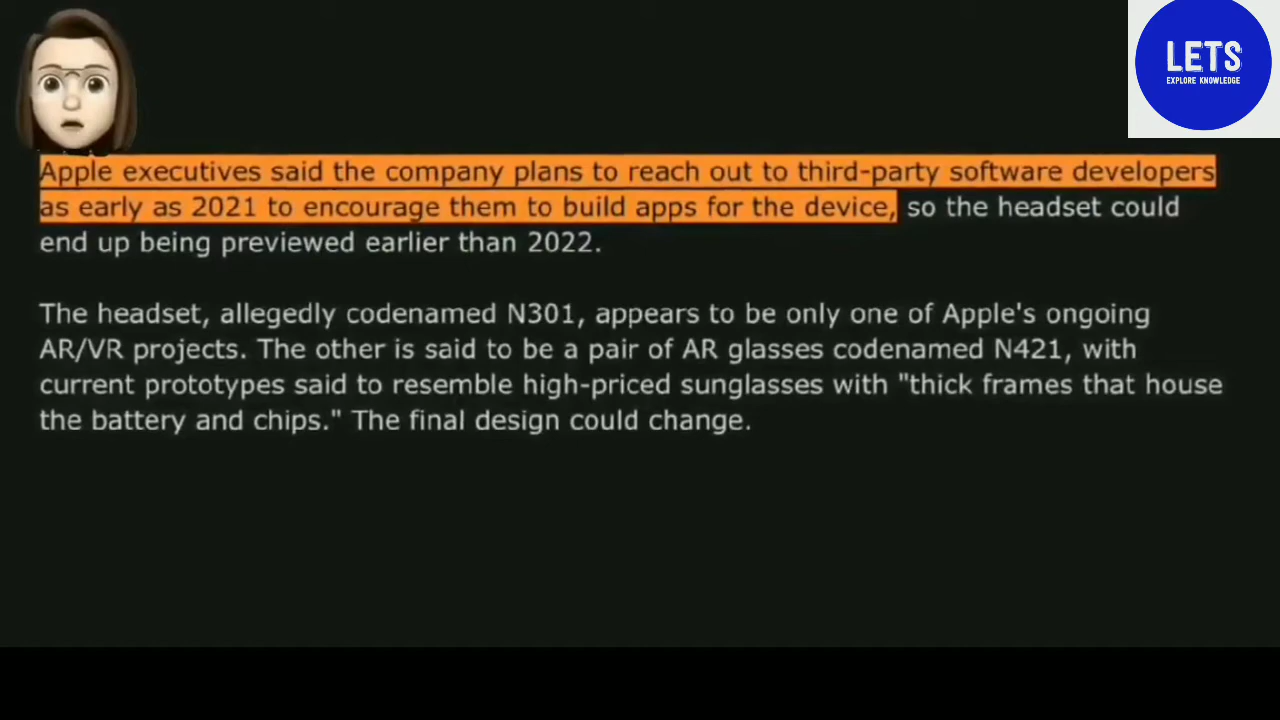 LETS
EXPLORE KNOWLEDGE
Apple executives said the company plans to reach out to third-party software developers
as early as 2021 to encourage them to build apps for the device, so the headset could
end up being previewed earlier than 2022.
The headset, allegedly codenamed N301, appears to be only one of Apple's ongoing
AR/VR projects. The other is said to be a pair of AR glasses codenamed N421, with
current prototypes said to resemble high-priced sunglasses with "thick frames that house
the battery and chips." The final design could change.